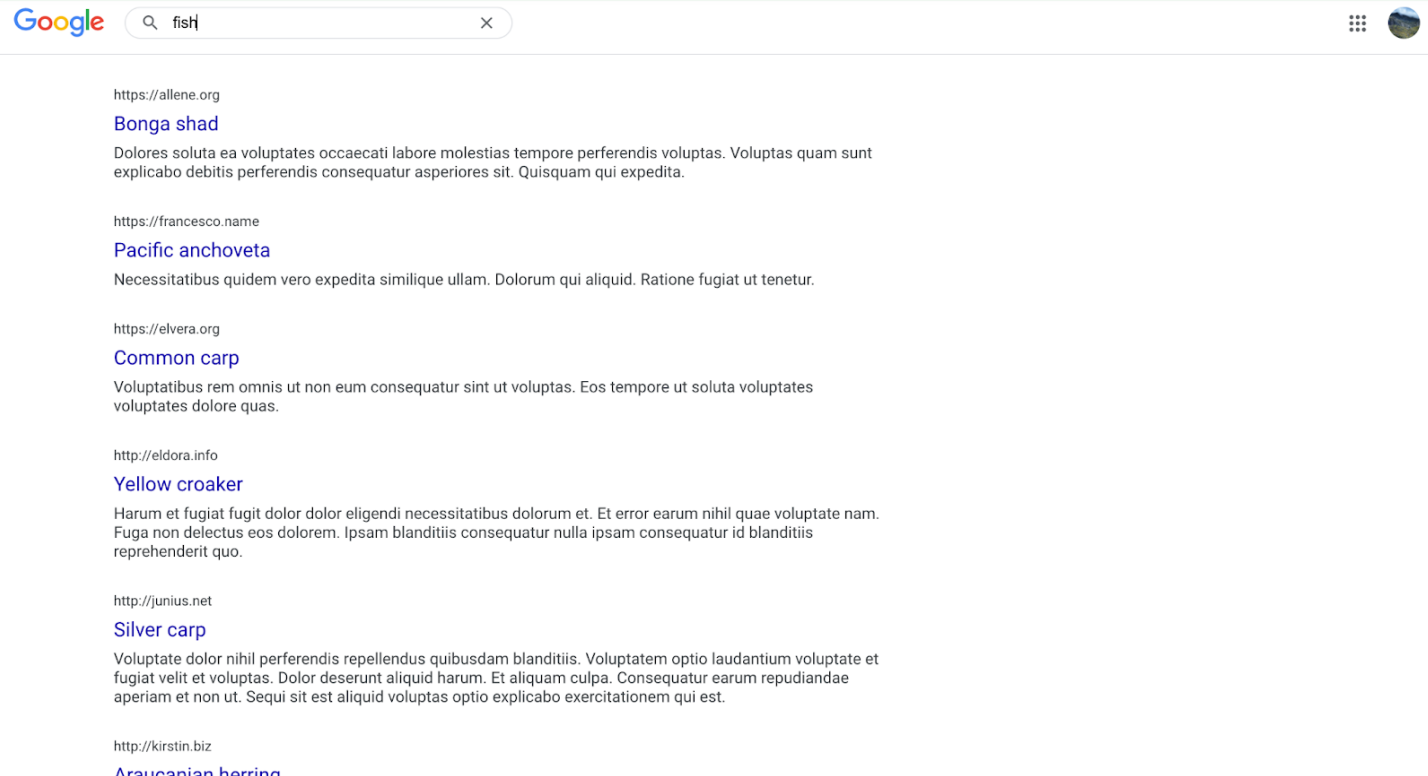 Google
fish
https://allene.org
Bonga shad
Dolores soluta ea voluptates occaecati labore molestias tempore perferendis voluptas. Voluptas quam sunt
explicabo debitis perferendis consequatur asperiores sit. Quisquam qui expedita.
https://francesco.name
Pacific anchoveta
Necessitatibus quidem vero expedita similique ullam. Dolorum qui aliquid. Ratione fugiat ut tenetur.
https://elvera.org
Common carp
Voluptatibus rem omnis ut non eum consequatur sint ut voluptas. Eos tempore ut soluta voluptates
voluptates dolore quas.
http://eldora.info
Yellow croaker
Harum et fugiat fugit dolor dolor eligendi necessitatibus dolorum et. Et error earum nihil quae voluptate nam.
Fuga non delectus eos dolorem. Ipsam blanditiis consequatur nulla ipsam consequatur id blanditiis
reprehenderit quo.
http://junius.net
Silver carp
Voluptate dolor nihil perferendis repellendus quibusdam blanditiis. Voluptatem optio laudantium voluptate et
fugiat velit et voluptas. Dolor deserunt aliquid harum. Et aliquam culpa. Consequatur earum repudiandae
aperiam et non ut. Sequi sit est aliquid voluptas optio explicabo exercitationem qui est.
http://kirstin.biz
Araucanian herring